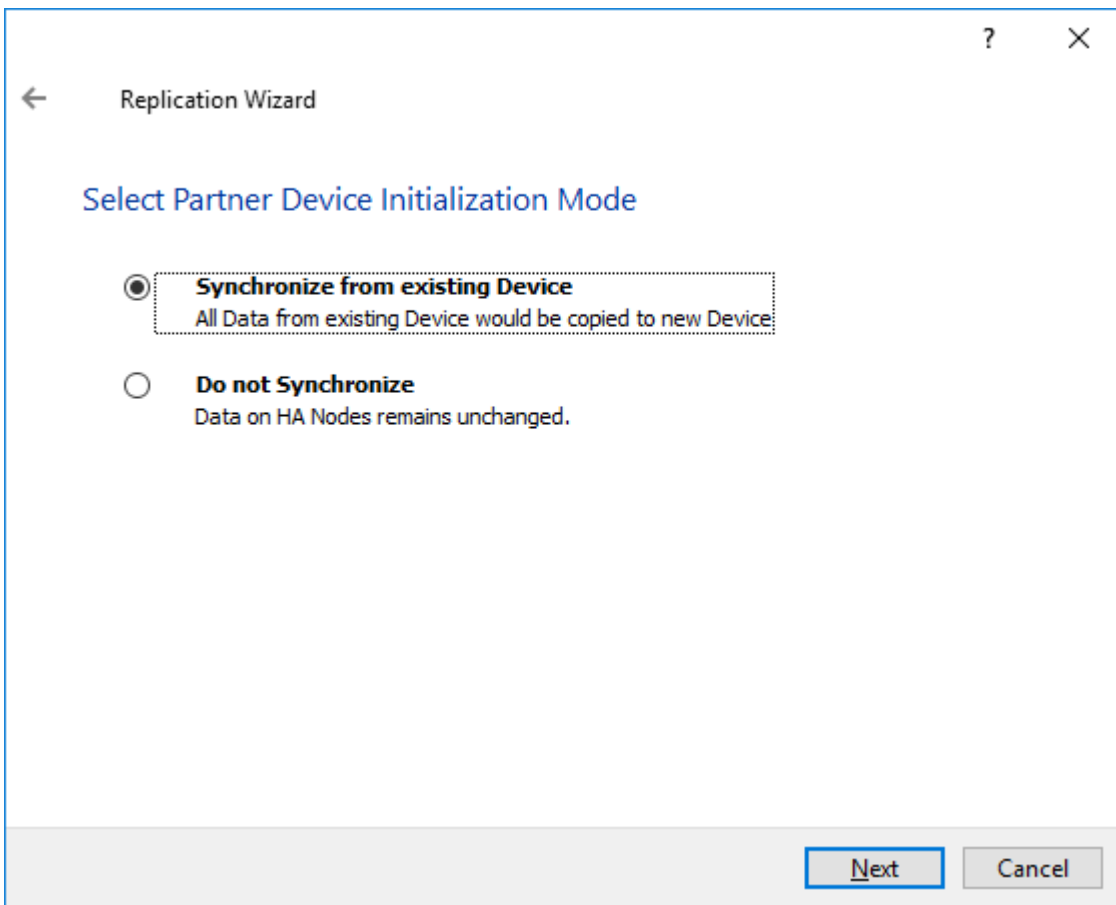 ?
Replication Wizard
Select Partner Device Initialization Mode
Synchronize from existing Device
All Data from existing Device would be copied to new Device
Do not Synchronize
Data on HA Nodes remains unchanged.
Next Cancel